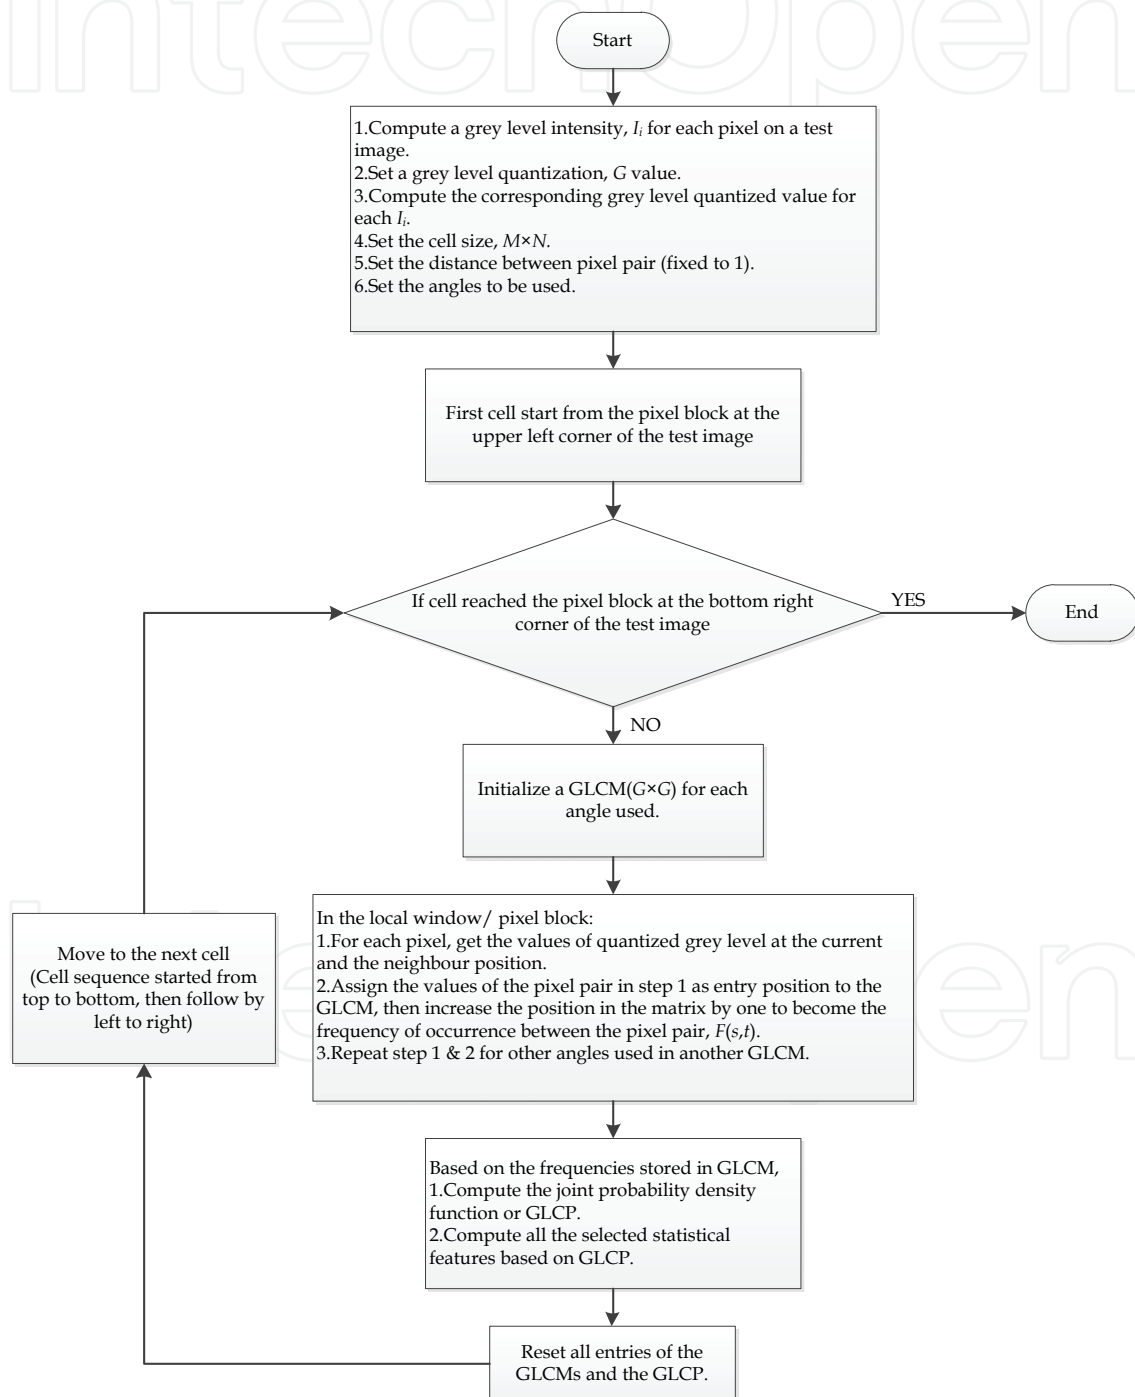 IntechOpen
Start
1.Compute a grey level intensity, Ii for each pixel on a test
image.
2.Set a grey level quantization, G value.
3.Compute the corresponding grey level quantized value for
each Ii.
4.Set the cell size, M×N.
5.Set the distance between pixel pair (fixed to 1).
6.Set the angles to be used.
First cell start from the pixel block at the
upper left corner of the test image
If cell reached the pixel block at the bottom right
corner of the test image
YES
End
NO
Initialize a GLCM(G×G) for each
angle used.
In the local window/ pixel block:
1.For each pixel, get the values of quantized grey level at the current
and the neighbour position.
2.Assign the values of the pixel pair in step 1 as entry position to the
GLCM, then increase the position in the matrix by one to become the
frequency of occurrence between the pixel pair, F(s,t).
3.Repeat step 1 & 2 for other angles used in another GLCM.
Move to the next cell
(Cell sequence started from
top to bottom, then follow by
left to right)
Based on the frequencies stored in GLCM,
1.Compute the joint probability density
function or GLCP.
2.Compute all the selected statistical
features based on GLCP.
Reset all entries of the
GLCMs and the GLCP.